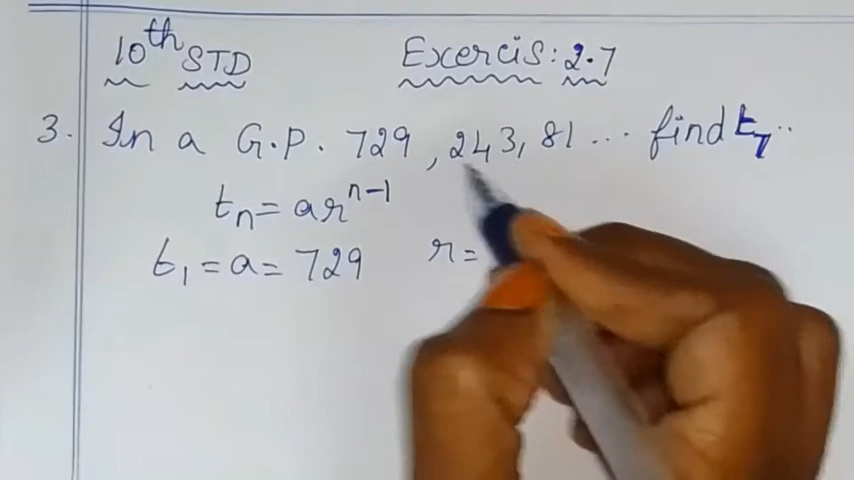 10th STD Exercis: 2.7
3. In a G.P. 729, 243, 81 ... find t7..
tn = ar^n-1
t1 = a = 729 r =